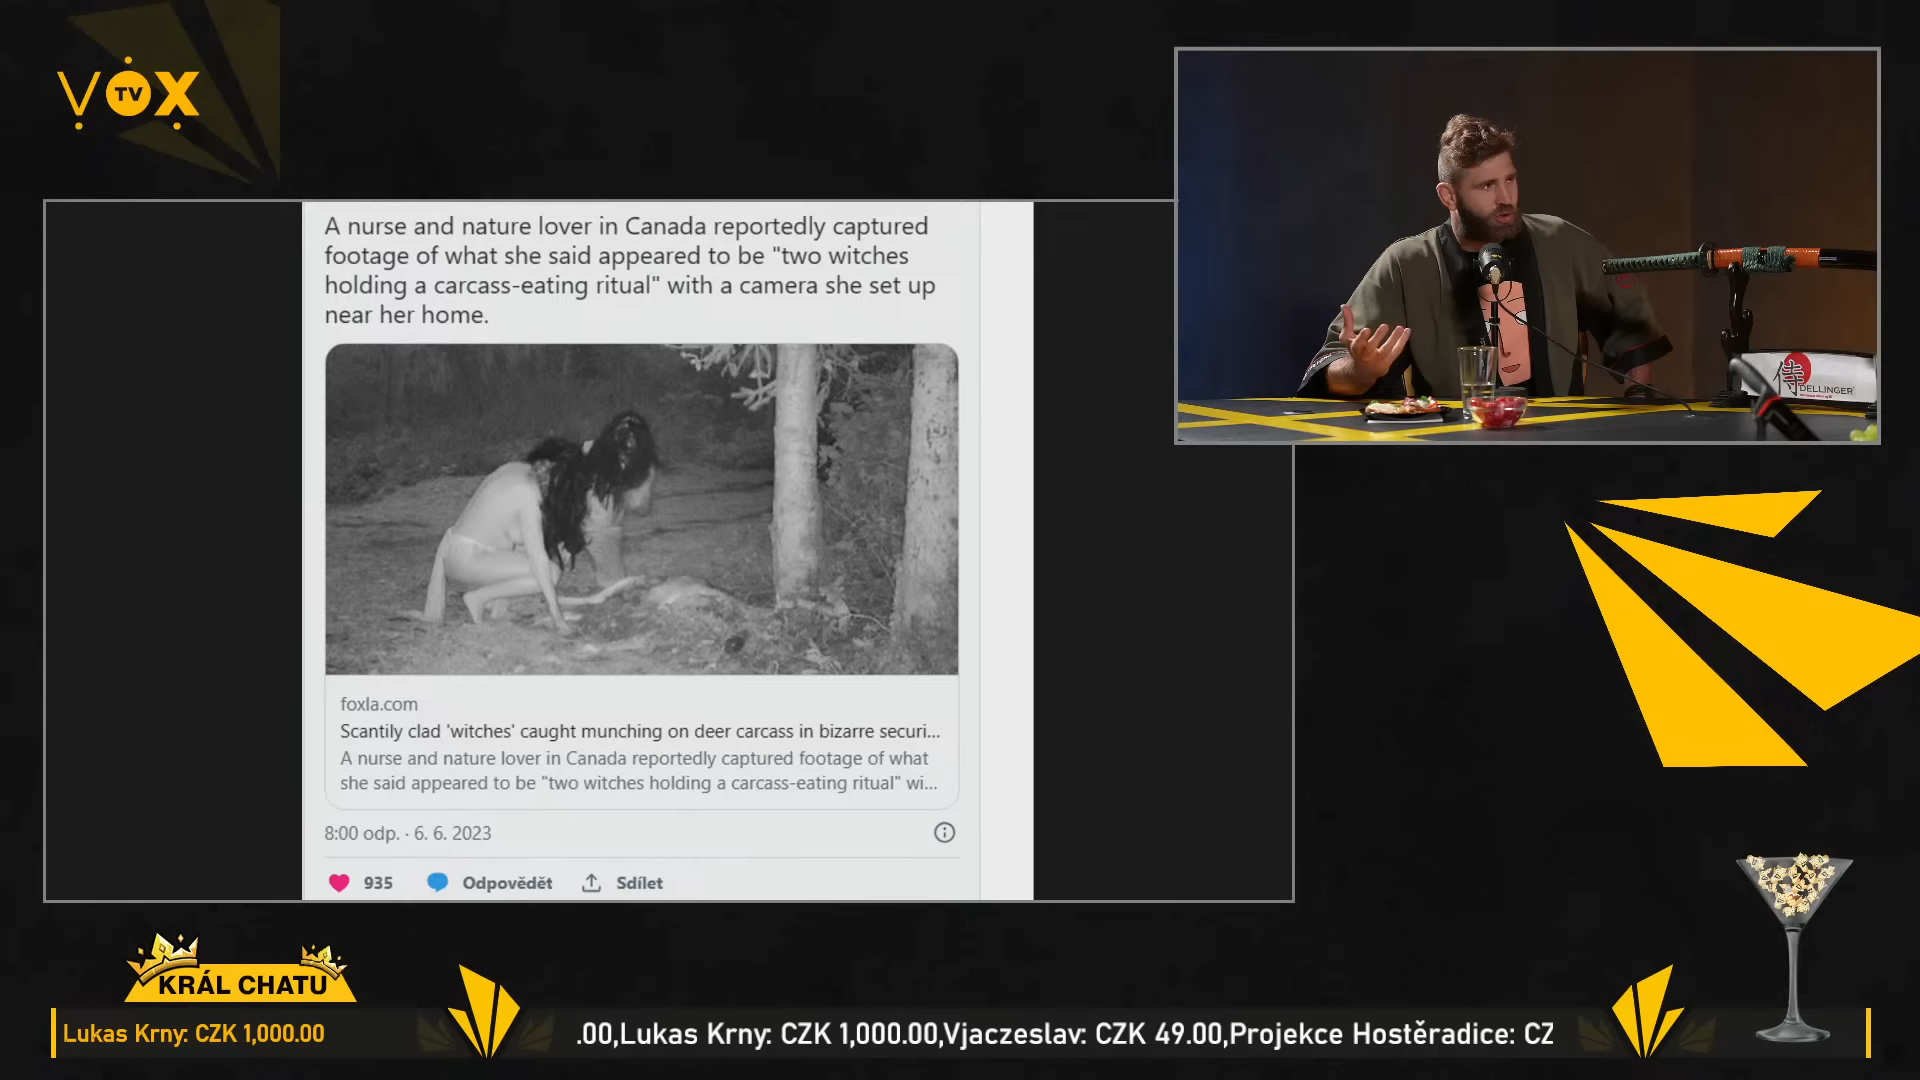 VOX
TV
A nurse and nature lover in Canada reportedly captured
footage of what she said appeared to be "two witches
holding a carcass-eating ritual" with a camera she set up
near her home.
foxla.com
Scantily clad 'witches' caught munching on deer carcass in bizarre securi...
A nurse and nature lover in Canada reportedly captured footage of what
she said appeared to be "two witches holding a carcass-eating ritual" wi...
8:00 odp. · 6. 6. 2023
935 Odpovědět Sdílet
侍
DELLINGER
KRÁL CHATU
Lukas Krny: CZK 1,000.00
.00,Lukas Krny: CZK 1,000.00,Vjaczeslav: CZK 49.00,Projekce Hostěradice: CZ